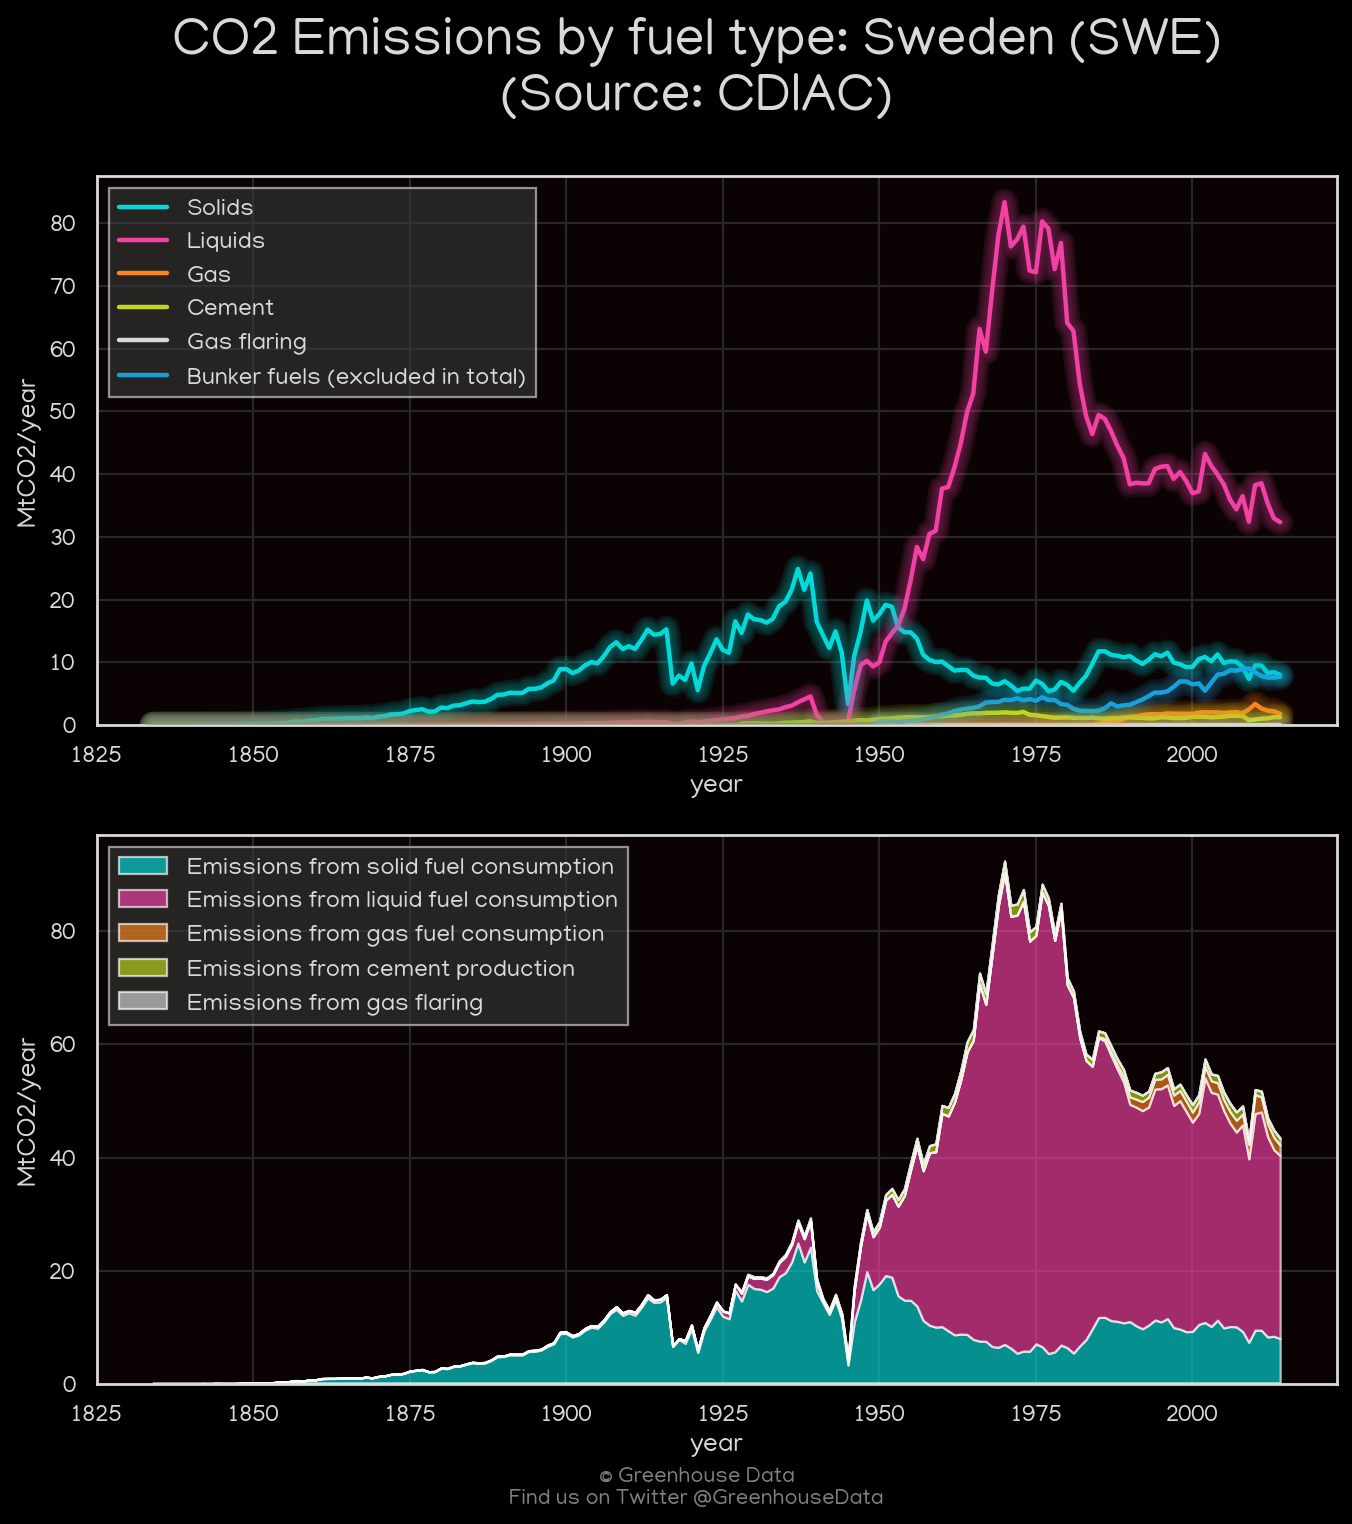 CO2 Emissions by fuel type: Sweden (SWE)
(Source: CDIAC)
Solids
Liquids
Gas
Cement
Gas flaring
Bunker fuels (excluded in total)
MtCO2/year
80
70
60
50
40
30
20
10
0
1825
1850
1875
1900
1925
1950
1975
2000
year
Emissions from solid fuel consumption
Emissions from liquid fuel consumption
Emissions from gas fuel consumption
Emissions from cement production
Emissions from gas flaring
MtCO2/year
80
60
40
20
0
1825
1850
1875
1900
1925
1950
1975
2000
year
© Greenhouse Data
Find us on Twitter @GreenhouseData